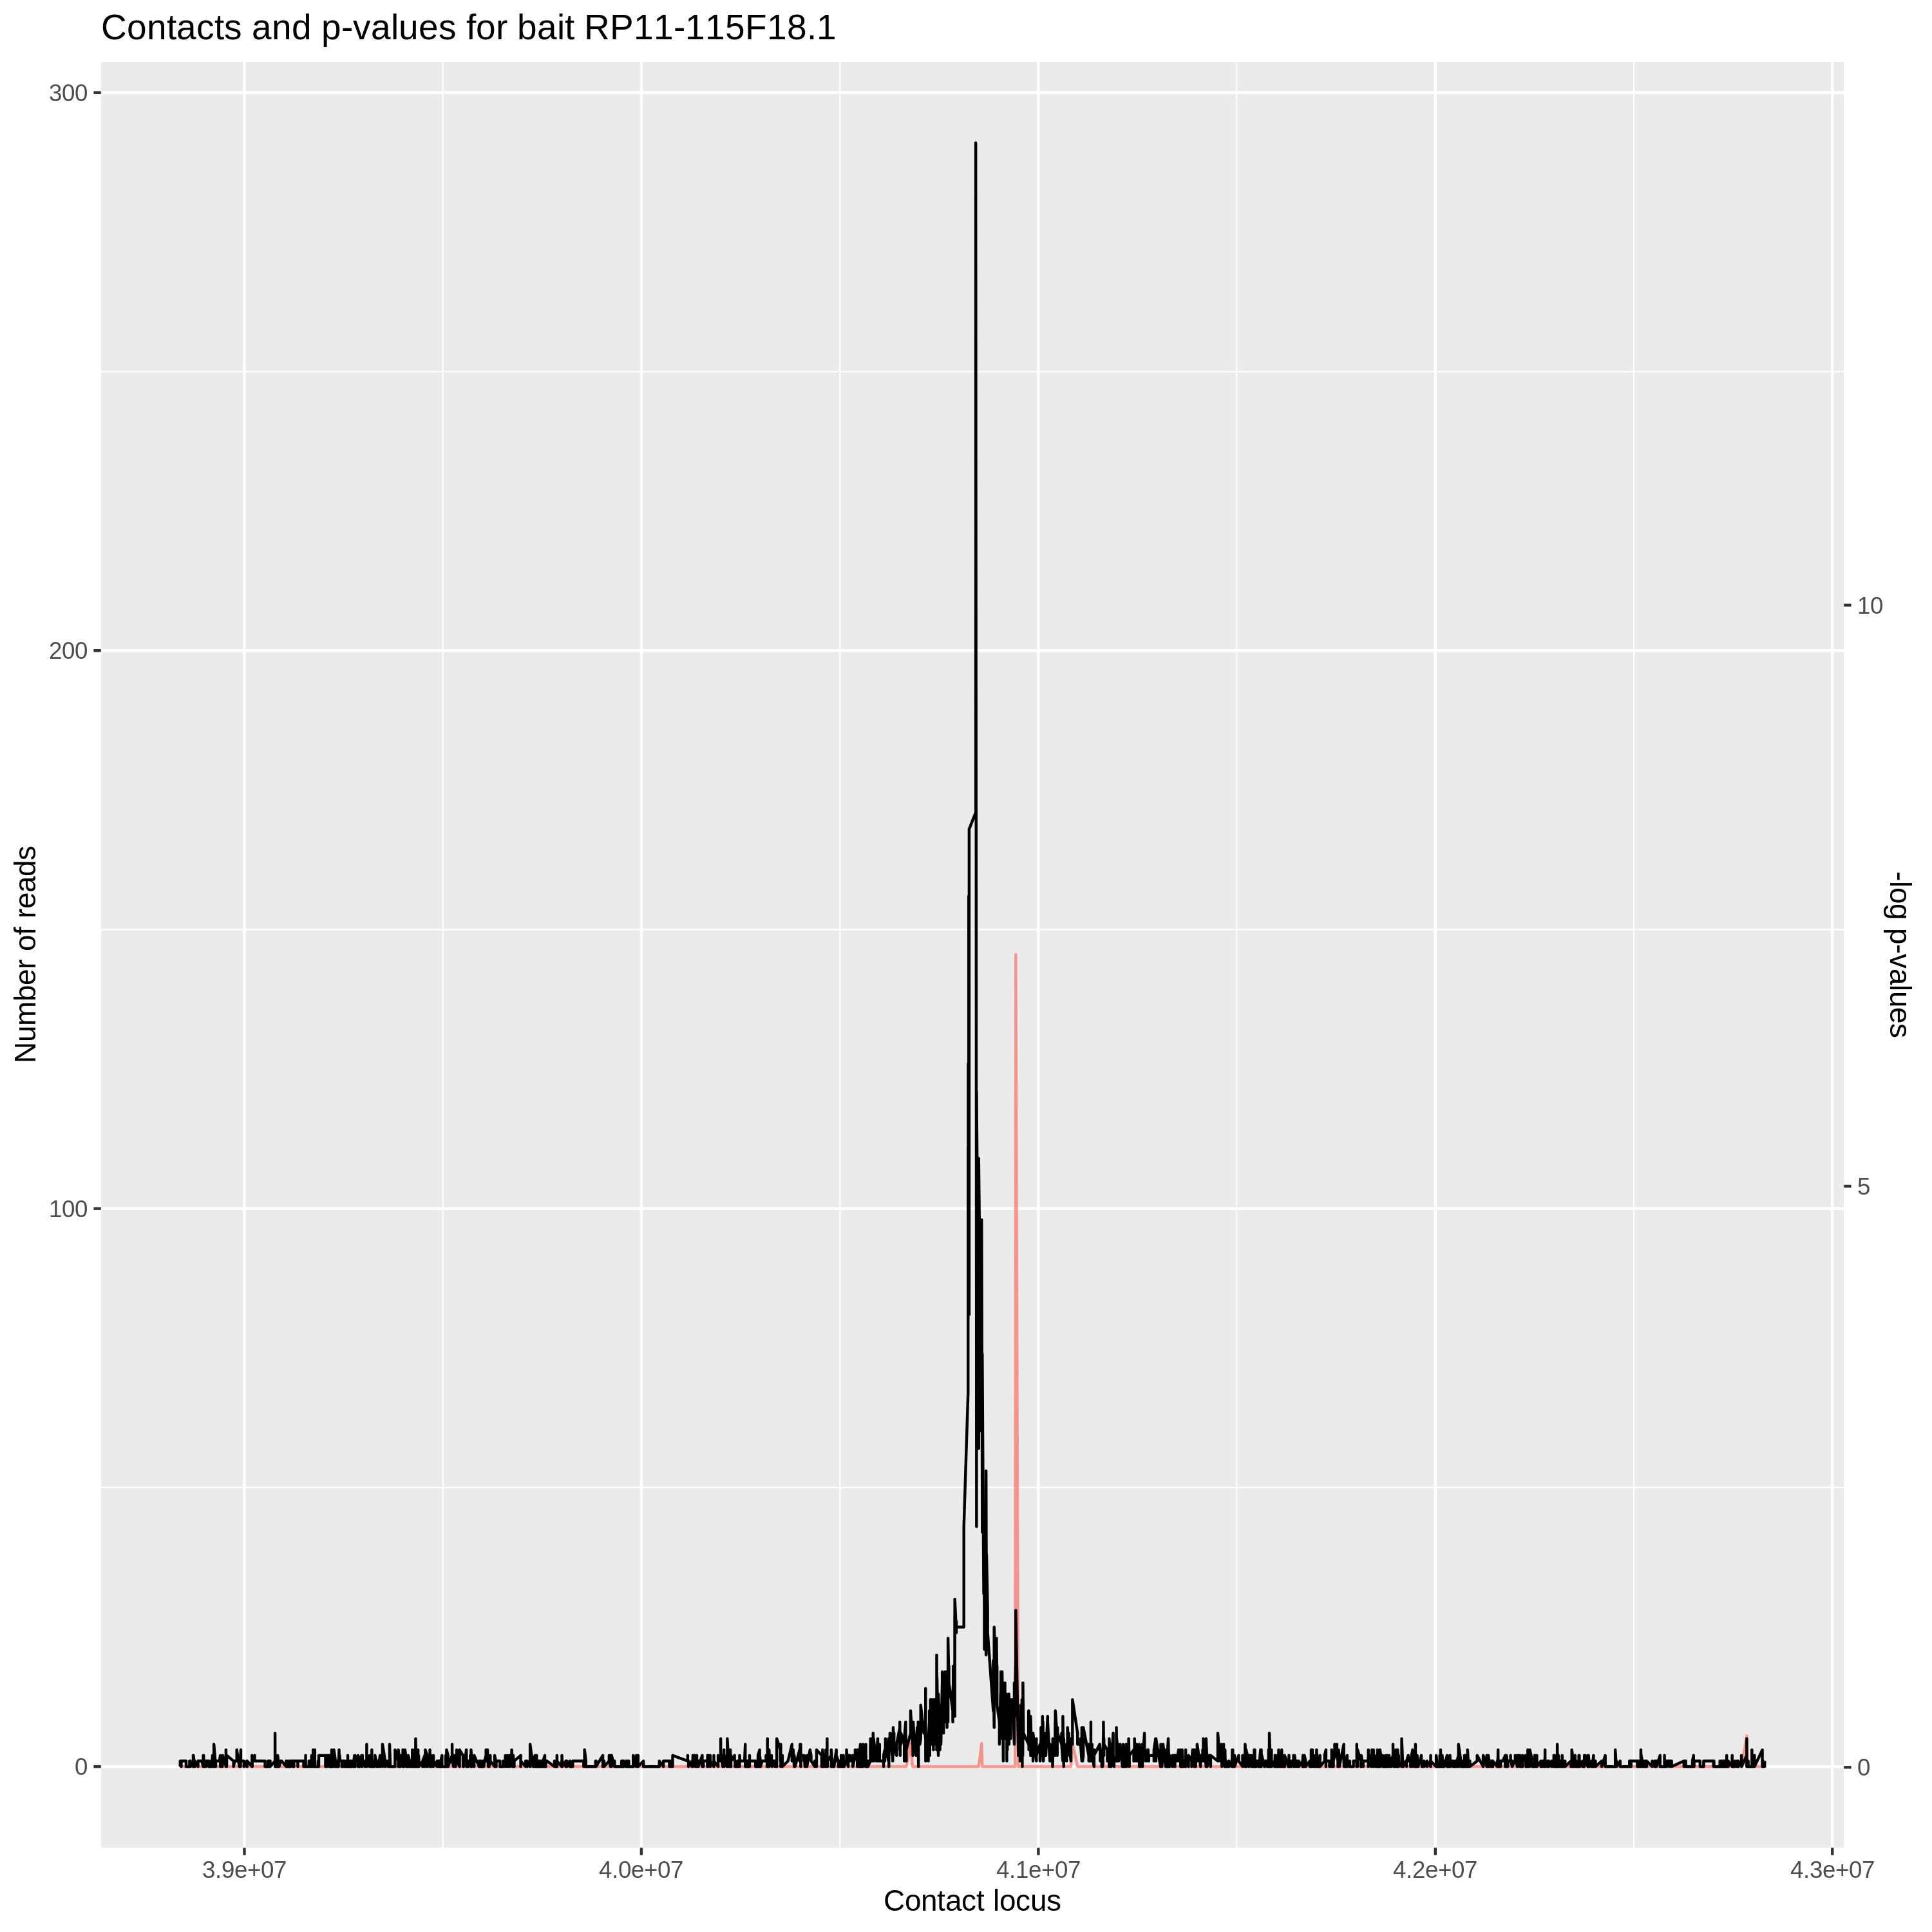 Contacts and p-values for bait RP11-115F18.1
300
200
100
0
Number of reads
10
5
0
-log p-values
3.9e+07
4.0e+07
4.1e+07
4.2e+07
4.3e+07
Contact locus